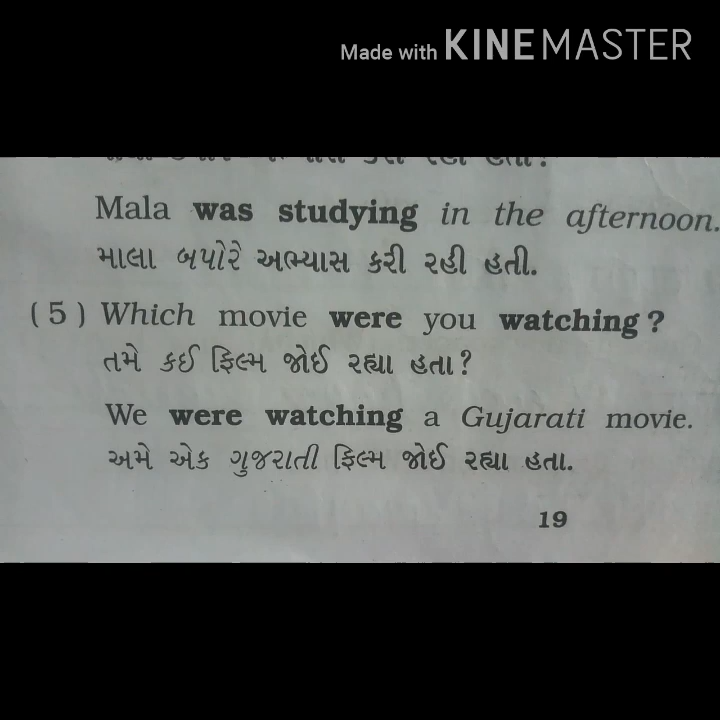 Made with KINEMASTER
Mala was studying in the afternoon.
માલા બપોરે અભ્યાસ કરી રહી હતી.
(5) Which movie were you watching?
તમે કઈ ફિલ્મ જોઈ રહ્યા હતા?
We were watching a Gujarati movie.
અમે એક ગુજરાતી ફિલ્મ જોઈ રહ્યા હતા.
19